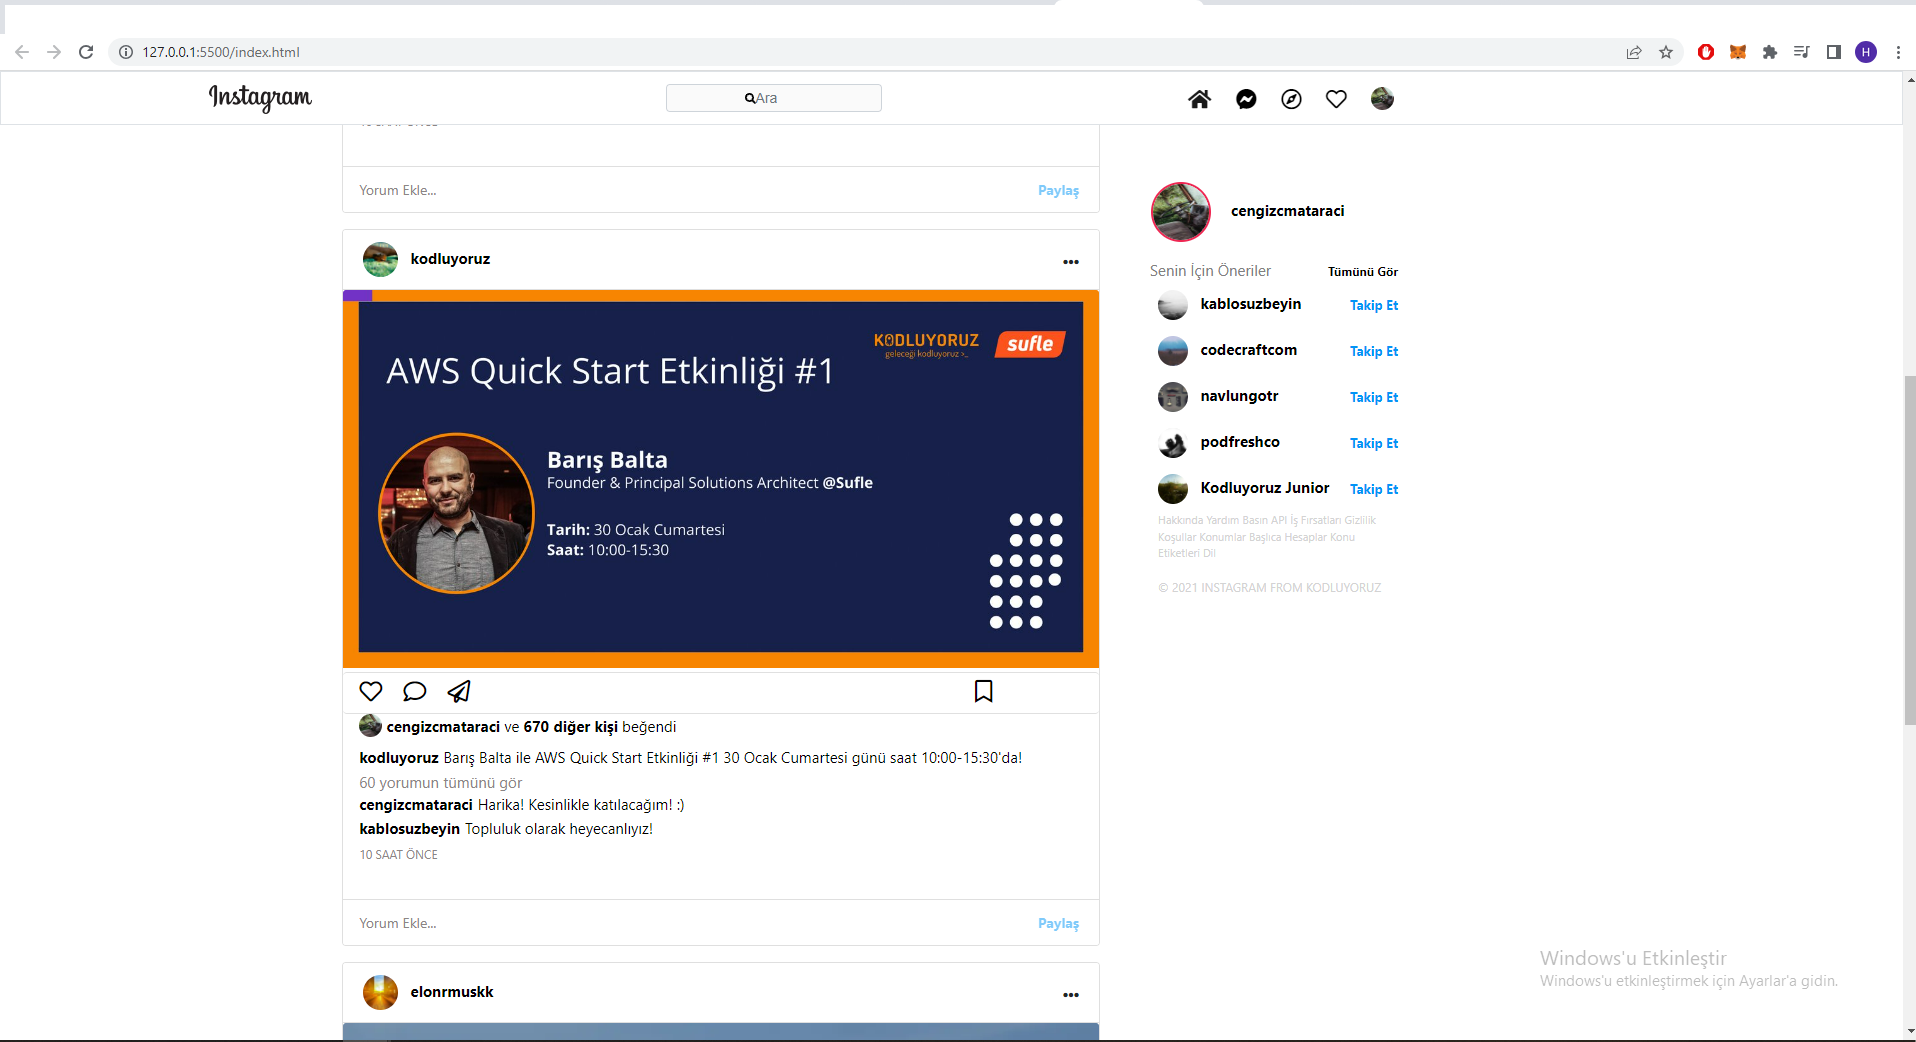 127.0.0.1:5500/index.html
H
Instagram
Ara
Yorum Ekle...
Paylaş
kodluyoruz
KODLUYORUZ
geleceği kodluyoruz >_
sufle
AWS Quick Start Etkinliği #1
Barış Balta
Founder & Principal Solutions Architect @Sufle
Tarih: 30 Ocak Cumartesi
Saat: 10:00-15:30
cengizcmataraci ve 670 diğer kişi beğendi
kodluyoruz Barış Balta ile AWS Quick Start Etkinliği #1 30 Ocak Cumartesi günü saat 10:00-15:30'da!
60 yorumun tümünü gör
cengizcmataraci Harika! Kesinlikle katılacağım! :)
kablosuzbeyin Topluluk olarak heyecanlıyız!
10 SAAT ÖNCE
Yorum Ekle...
Paylaş
elonrmuskk
cengizcmataraci
Senin İçin Öneriler
Tümünü Gör
kablosuzbeyin
Takip Et
codecraftcom
Takip Et
navlungotr
Takip Et
podfreshco
Takip Et
Kodluyoruz Junior
Takip Et
Hakkında Yardım Basın API İş Fırsatları Gizlilik
Koşullar Konumlar Başlıca Hesaplar Konu
Etiketleri Dil
© 2021 INSTAGRAM FROM KODLUYORUZ
Windows'u Etkinleştir
Windows'u etkinleştirmek için Ayarlar'a gidin.